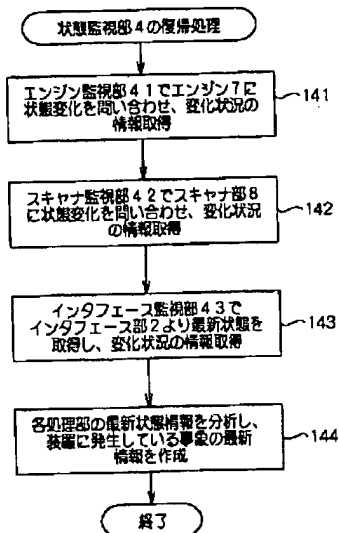 状態監視部4の復帰処理
エンジン監視部41でエンジン7に
状態変化を問い合わせ、変化状況の
情報取得
141
スキャナ監視部42でスキャナ部8
に状態変化を問い合わせ、変化状況
の情報取得
142
インタフェース監視部43で
インタフェース部2より最新状態を
取得し、変化状況の情報取得
143
各処理部の最新状態情報を分析し、
装置に発生している事象の最新
情報を作成
144
終了